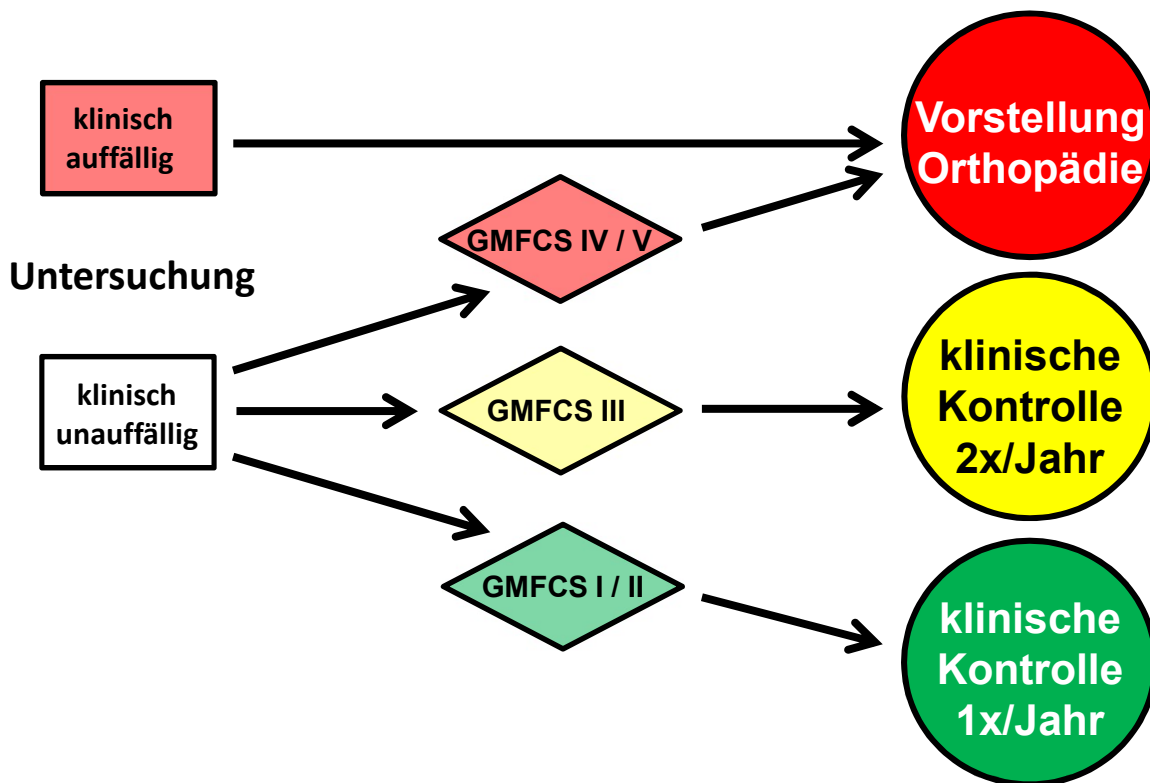 klinisch
auffällig
Vorstellung
Orthopädie
GMFCS IV / V
Untersuchung
klinisch
unauffällig
GMFCS III
klinische
Kontrolle
2x/Jahr
GMFCS I / II
klinische
Kontrolle
1x/Jahr